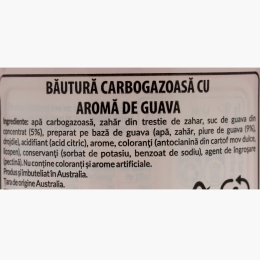 BĂUTURĂ CARBOGAZOASĂ CU
AROMĂ DE GUAVA
Ingrediente: apă carbogazoasă, zahăr din trestie de zahar, suc de guava din
concentrat (5%), preparat pe bază de guava (apă, zahăr, piure de guava (9%),
drojdie), acidifiant (acid citric), arome, coloranți (antocianină din cartof mov dulce,
licopen), conservanți (sorbat de potasiu, benzoat de sodiu), agent de îngroșare
(pectină). Nu conține coloranți și arome artificiale.
Produs și îmbuteliat în Australia.
Țara de origine Australia.